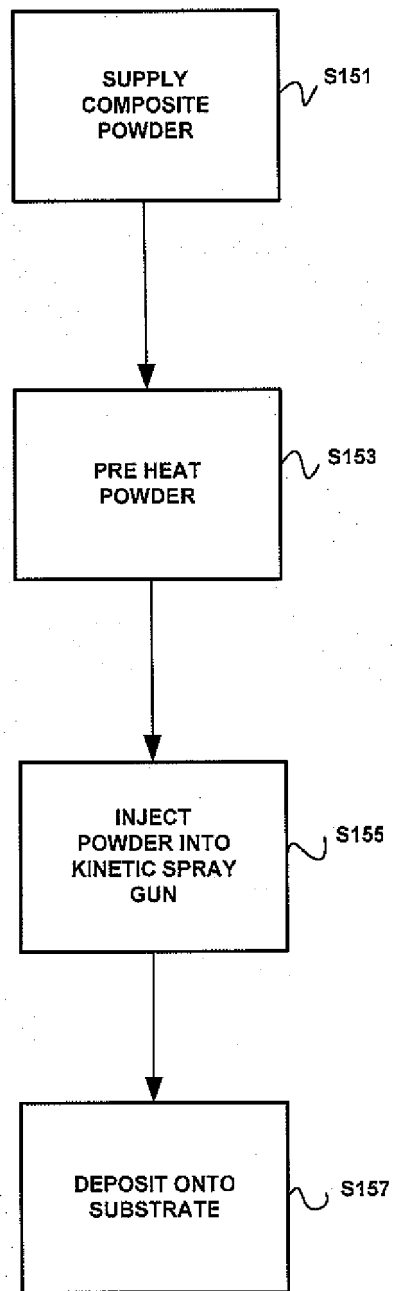 SUPPLY
COMPOSITE
POWDER
S151
PRE HEAT
POWDER
S153
INJECT
POWDER INTO
KINETIC SPRAY
GUN
S155
DEPOSIT ONTO
SUBSTRATE
S157